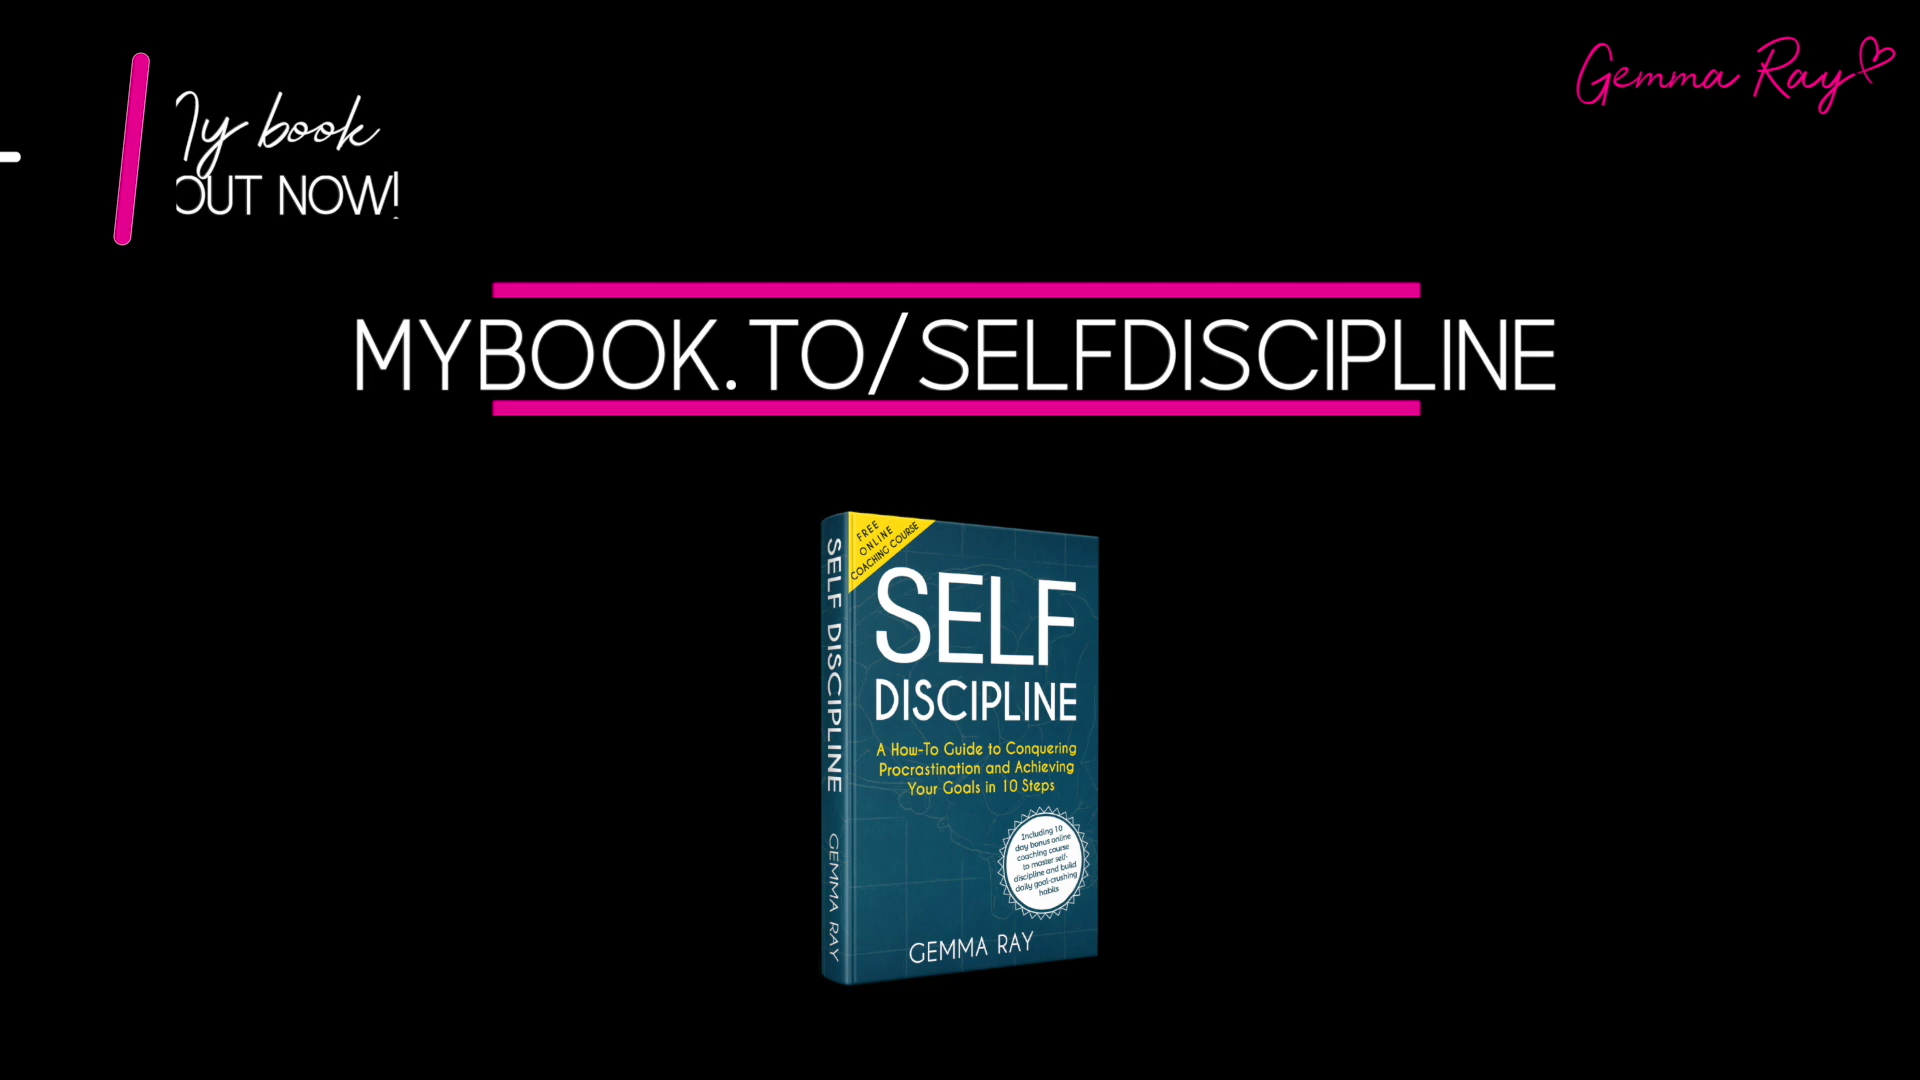 Gemma Ray
My book
OUT NOW!
MYBOOK.TO/SELFDISCIPLINE
FREE
ONLINE
COACHING COURSE
SELF
DISCIPLINE
A How-To Guide to Conquering
Procrastination and Achieving
Your Goals in 10 Steps
Including 10
day bonus online
coaching course
to master self-
discipline and build
daily goal-crushing
habits
GEMMA RAY
SELF DISCIPLINE
GEMMA RAY